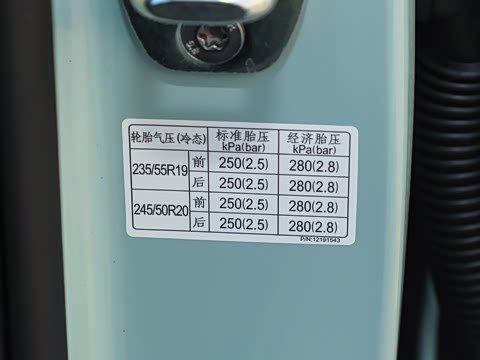 轮胎气压(冷态) 标准胎压 kPa(bar) 经济胎压 kPa(bar)
235/55R19 前 250(2.5) 280(2.8)
后 250(2.5) 280(2.8)
245/50R20 前 250(2.5) 280(2.8)
后 250(2.5) 280(2.8)
P/N:12191543